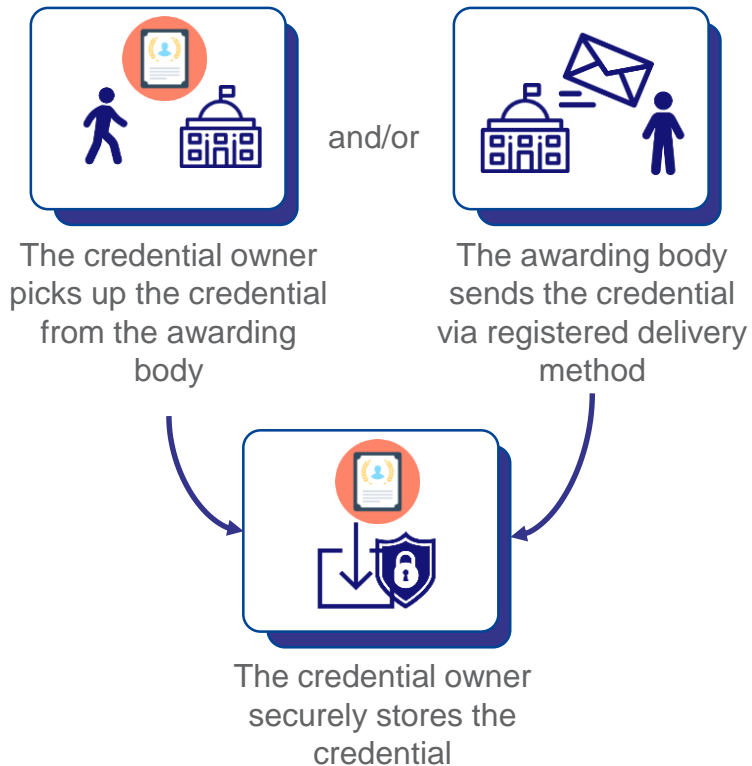 and/or
The credential owner
picks up the credential
from the awarding
body
The awarding body
sends the credential
via registered delivery
method
The credential owner
securely stores the
credential